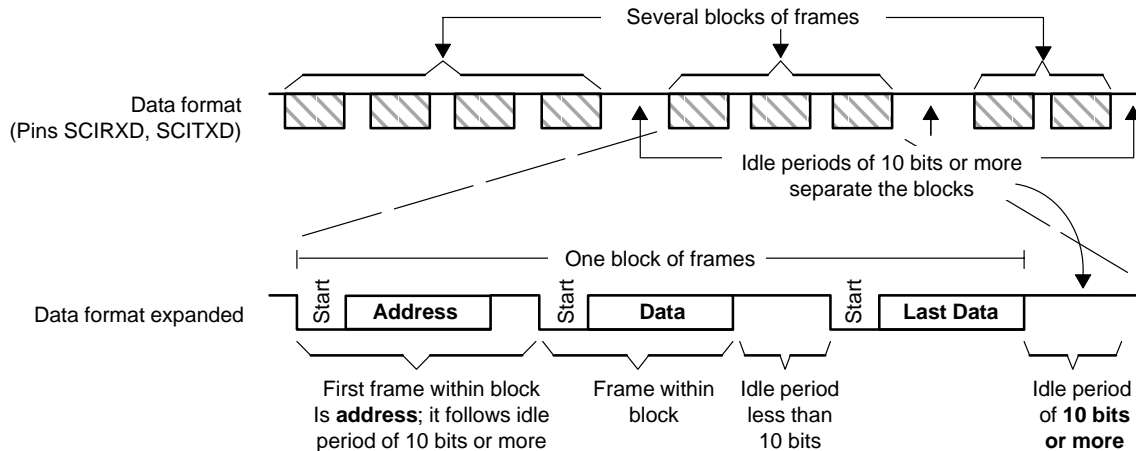 Several blocks of frames
Data format
(Pins SCIRXD, SCITXD)
Idle periods of 10 bits or more
separate the blocks
One block of frames
Data format expanded
Start
Address
Start
Data
Start
Last Data
First frame within block
Is address; it follows idle
period of 10 bits or more
Frame within
block
Idle period
less than
10 bits
Idle period
of 10 bits
or more